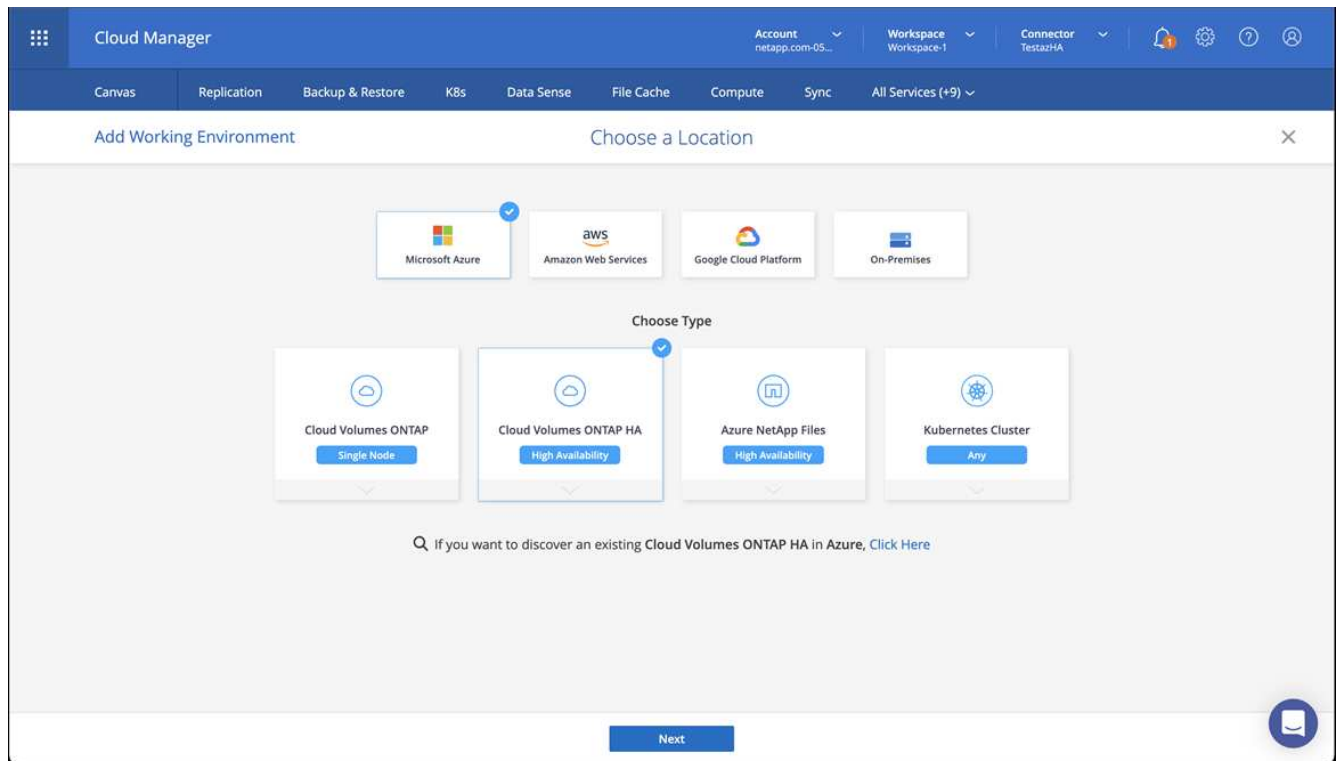 Cloud Manager
Account
netapp.com-05...
Workspace
Workspace-1
Connector
TestazHA
1
Canvas Replication Backup & Restore K8s Data Sense File Cache Compute Sync All Services (+9)
Add Working Environment Choose a Location
aws
Microsoft Azure Amazon Web Services Google Cloud Platform On-Premises
Choose Type
Cloud Volumes ONTAP Cloud Volumes ONTAP HA Azure NetApp Files Kubernetes Cluster
Single Node High Availability High Availability Any
If you want to discover an existing Cloud Volumes ONTAP HA in Azure, Click Here
Next